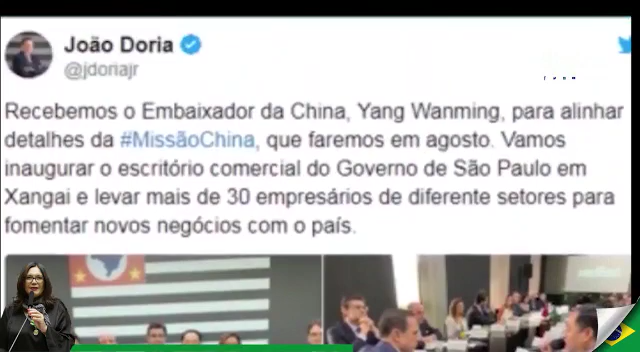 João Doria
@jdoriajr
Recebemos o Embaixador da China, Yang Wanming, para alinhar
detalhes da #MissãoChina, que faremos em agosto. Vamos
inaugurar o escritório comercial do Governo de São Paulo em
Xangai e levar mais de 30 empresários de diferente setores para
fomentar novos negócios com o país.